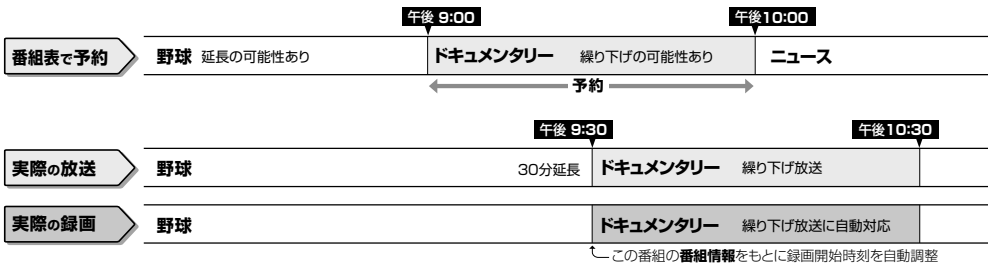 午後 9:00 午後10:00
番組表で予約 野球 延長の可能性あり ドキュメンタリー 繰り下げの可能性あり ニュース
予約
午後 9:30 午後10:30
実際の放送 野球 30分延長 ドキュメンタリー 繰り下げ放送
実際の録画 野球 ドキュメンタリー 繰り下げ放送に自動対応
この番組の番組情報をもとに録画開始時刻を自動調整